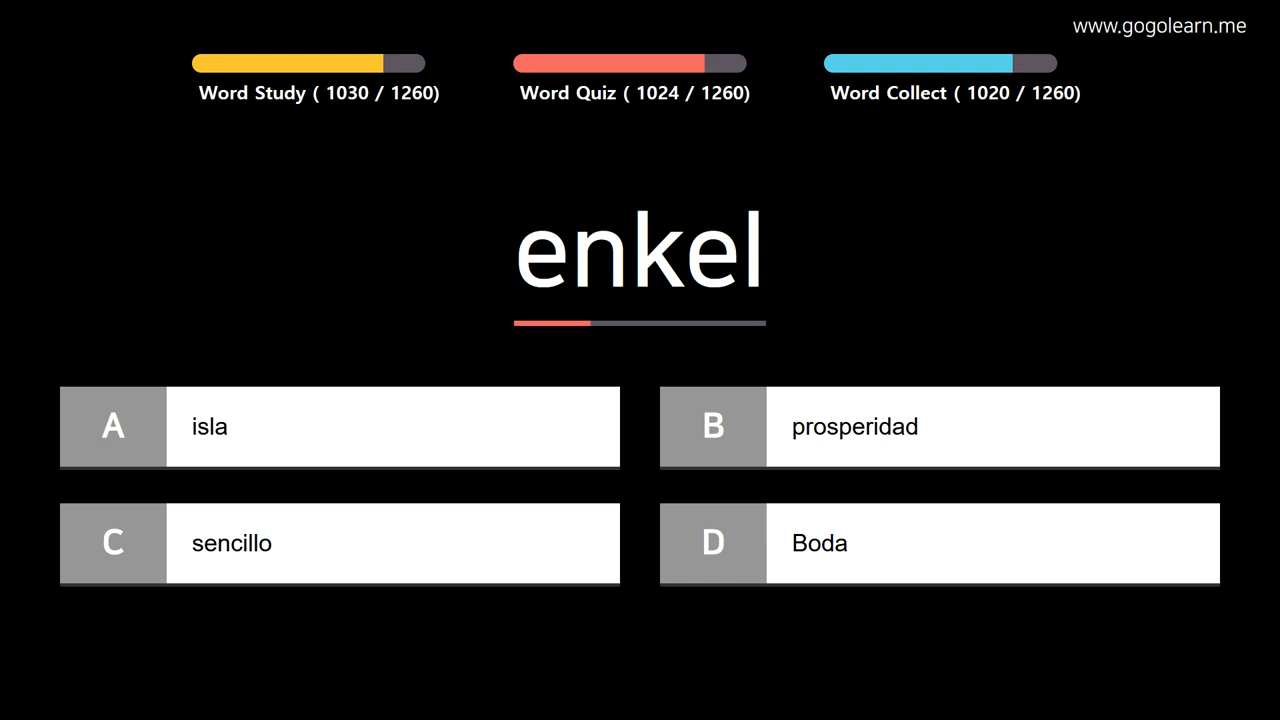 www.gogolearn.me
Word Study ( 1030 / 1260)
Word Quiz ( 1024 / 1260)
Word Collect ( 1020 / 1260)
enkel
A isla
B prosperidad
C sencillo
D Boda